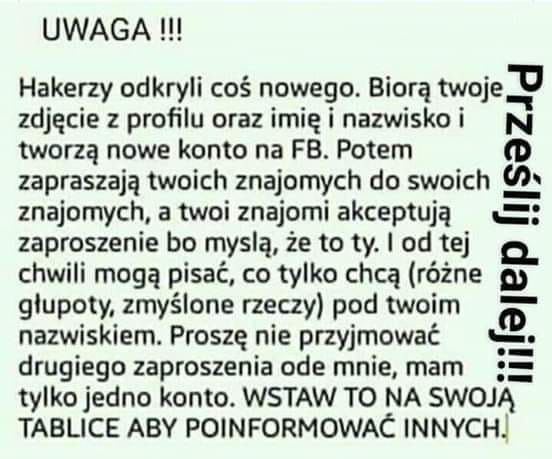 UWAGA !!!
Hakerzy odkryli coś nowego. Biorą twoje
zdjęcie z profilu oraz imię i nazwisko i
tworzą nowe konto na FB. Potem
zapraszają twoich znajomych do swoich
znajomych, a twoi znajomi akceptują
zaproszenie bo myslą, że to ty. I od tej
chwili mogą pisać, co tylko chcą (różne
głupoty, zmyślone rzeczy) pod twoim
nazwiskiem. Proszę nie przyjmować
drugiego zaproszenia ode mnie, mam
tylko jedno konto. WSTAW TO NA SWOJĄ
TABLICE ABY POINFORMOWAĆ INNYCH.
Prześlij dalej!!!!